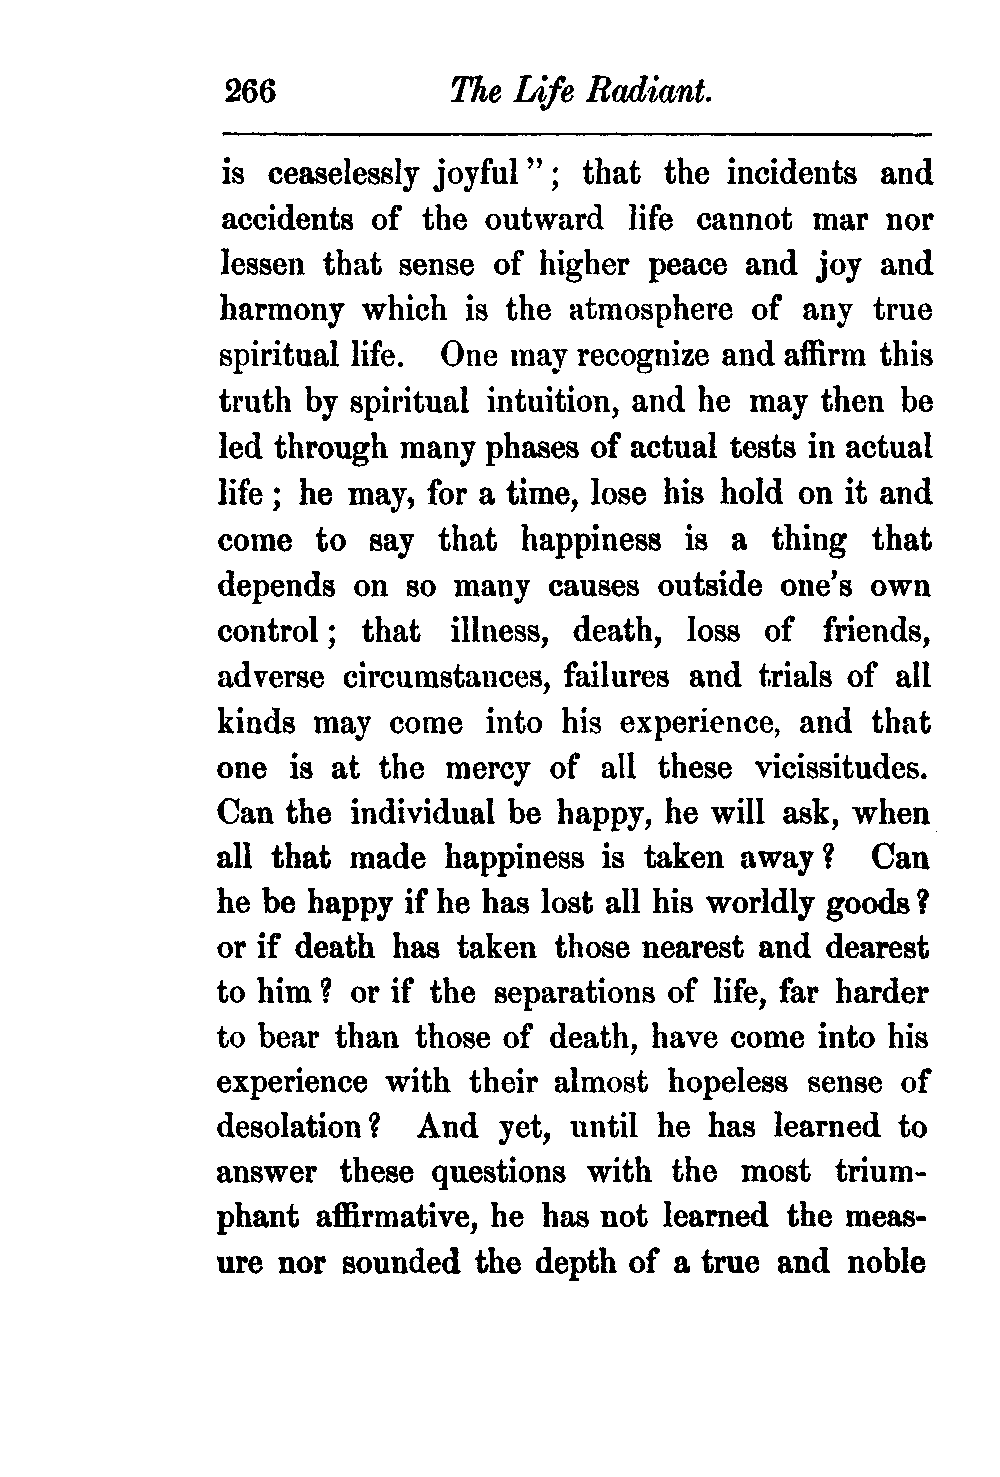 266 The Life Radiant.
is ceaselessly joyful"; that the incidents and
accidents of the outward life cannot mar nor
lessen that sense of higher peace and joy and
harmony which is the atmosphere of any true
spiritual life. One may recognize and affirm this
truth by spiritual intuition, and he may then be
led through many phases of actual tests in actual
life; he may, for a time, lose his hold on it and
come to say that happiness is a thing that
depends on so many causes outside one's own
control; that illness, death, loss of friends,
adverse circumstances, failures and trials of all
kinds may come into his experience, and that
one is at the mercy of all these vicissitudes.
Can the individual be happy, he will ask, when
all that made happiness is taken away? Can
he be happy if he has lost all his worldly goods?
or if death has taken those nearest and dearest
to him? or if the separations of life, far harder
to bear than those of death, have come into his
experience with their almost hopeless sense of
desolation? And yet, until he has learned to
answer these questions with the most trium-
phant affirmative, he has not learned the meas-
ure nor sounded the depth of a true and noble